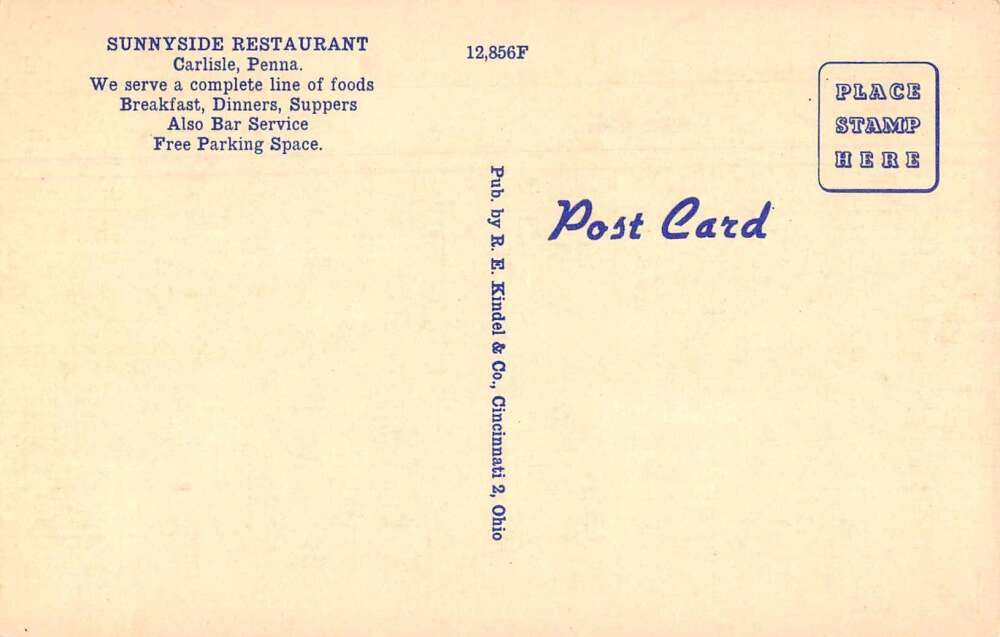 SUNNYSIDE RESTAURANT
Carlisle, Penna.
We serve a complete line of foods
Breakfast, Dinners, Suppers
Also Bar Service
Free Parking Space.
12,856F
PLACE
STAMP
HERE
Post Card
Pub. by R. E. Kindel & Co., Cincinnati 2, Ohio